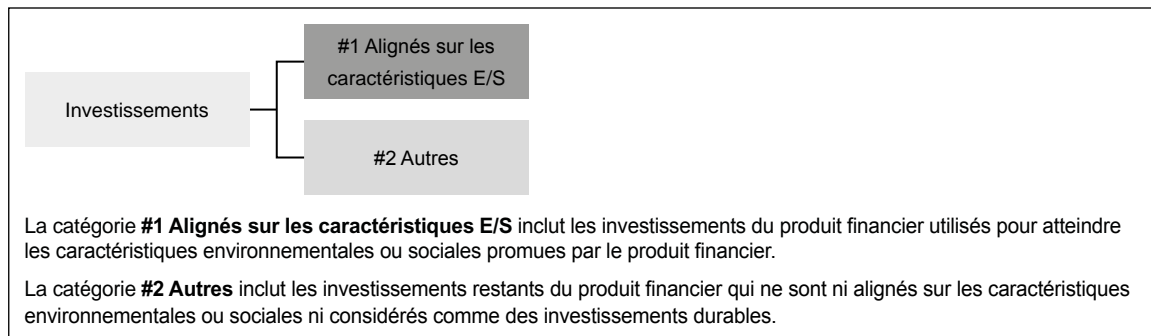 #1 Alignés sur les
caractéristiques E/S
Investissements
#2 Autres
La catégorie #1 Alignés sur les caractéristiques E/S inclut les investissements du produit financier utilisés pour atteindre
les caractéristiques environnementales ou sociales promues par le produit financier.
La catégorie #2 Autres inclut les investissements restants du produit financier qui ne sont ni alignés sur les caractéristiques
environnementales ou sociales ni considérés comme des investissements durables.